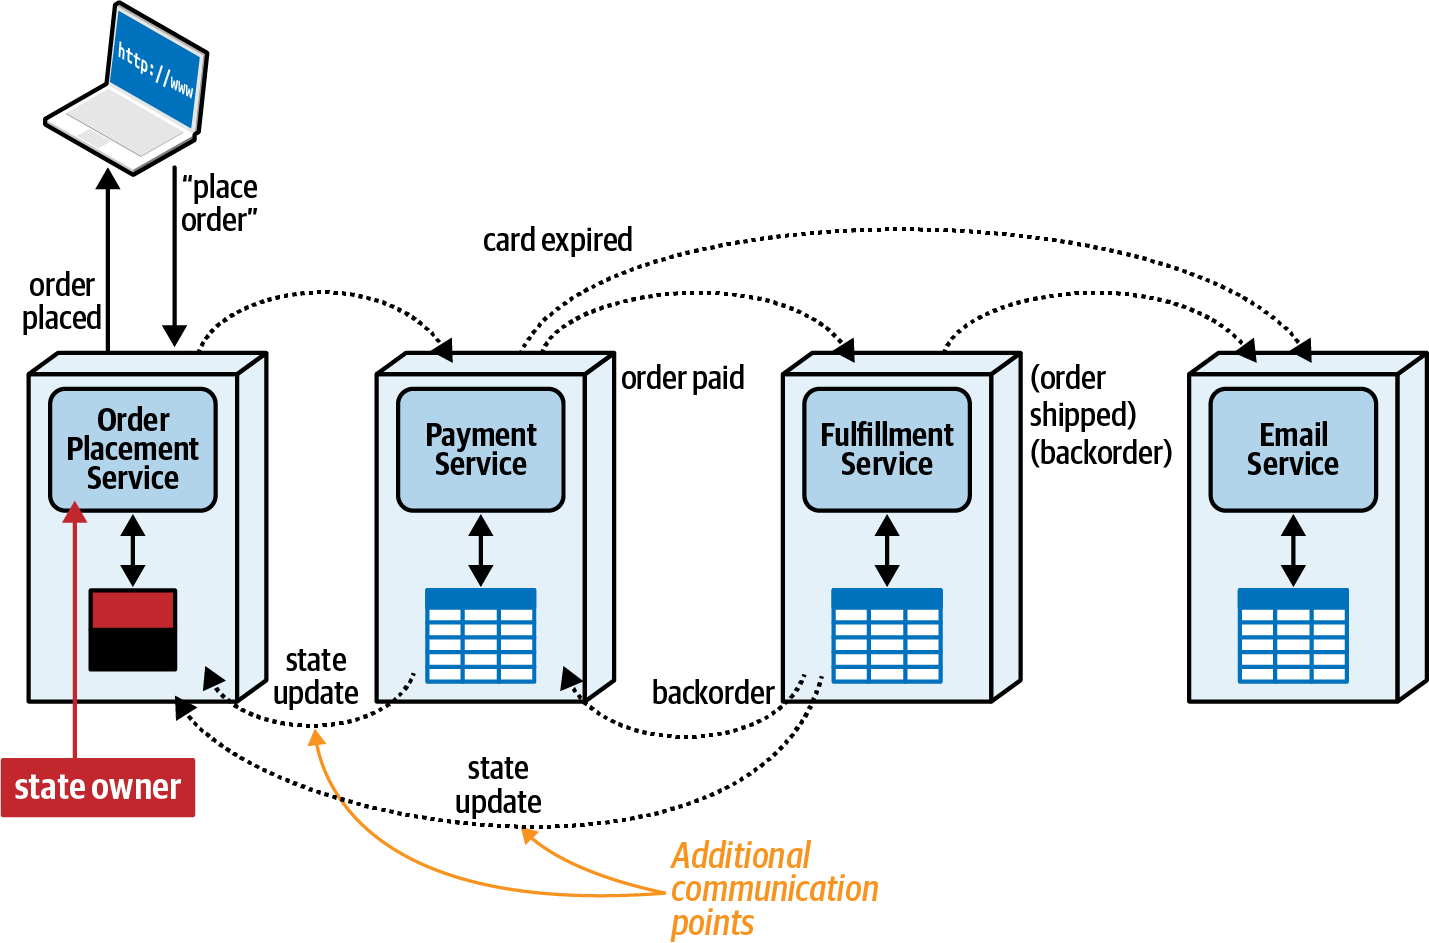 http://www
“place
order”
order
placed
card expired
order paid
(order
shipped)
(backorder)
Order
Placement
Service
Payment
Service
Fulfillment
Service
Email
Service
state
update
backorder
state owner
state
update
Additional
communication
points